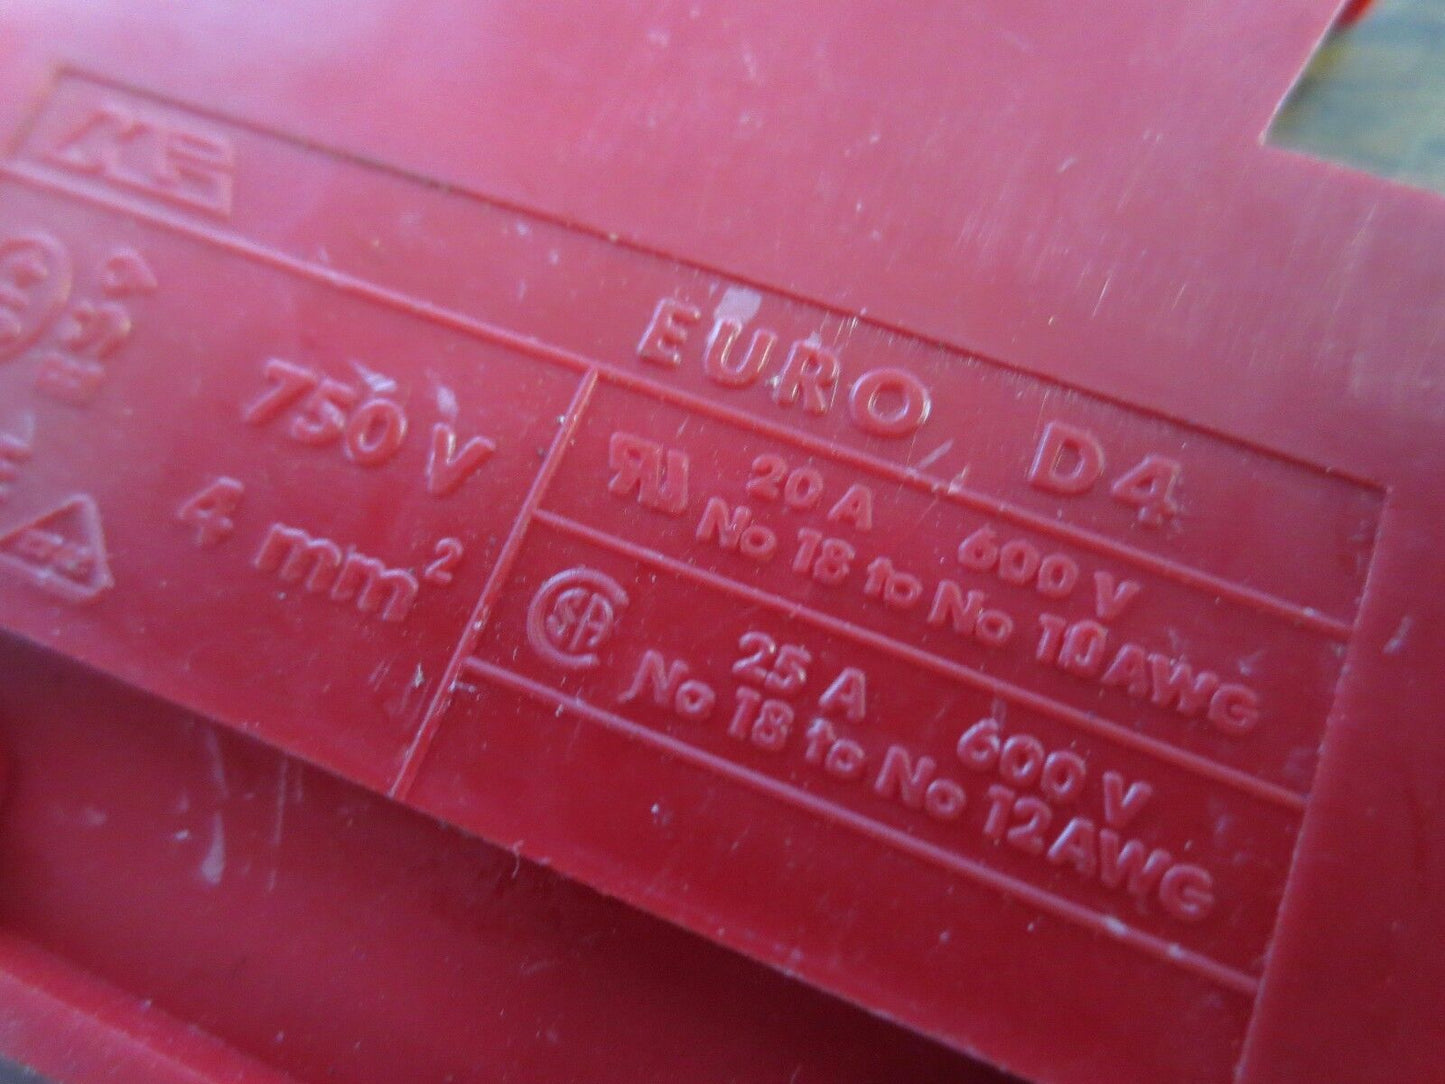 EURO D4
750 V
4 mm²
20 A 600 V
No 18 to No 10 AWG
SA
25 A 600 V
No 18 to No 12 AWG